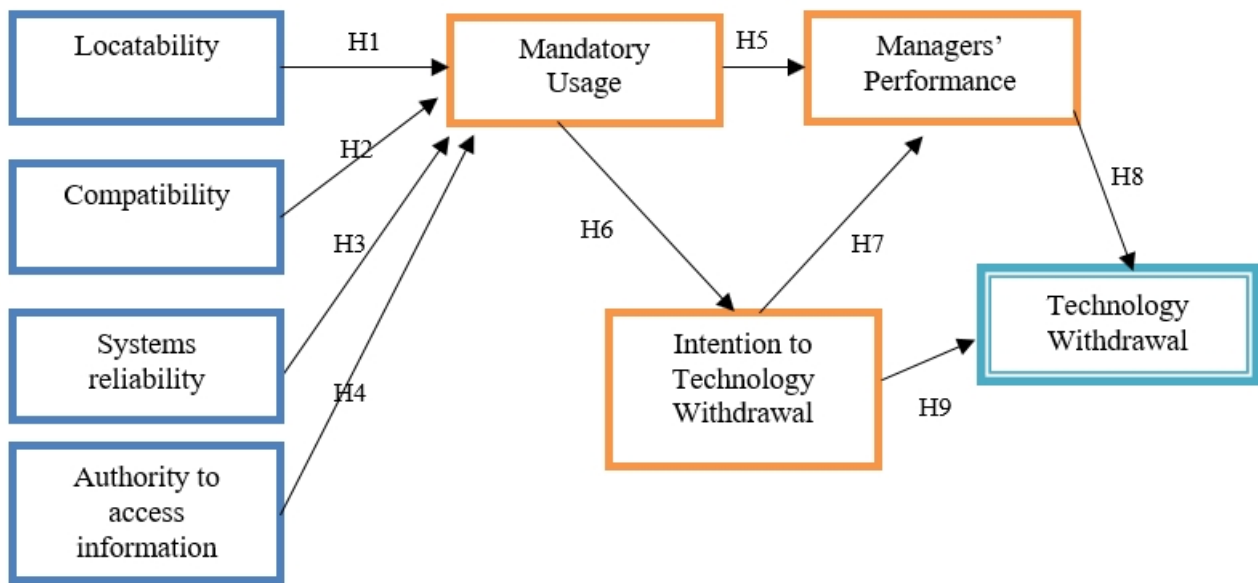 Locatability
H1
Mandatory
Usage
H5
Managers’
Performance
H2
Compatibility
H8
H6
H3
H7
Systems
reliability
Intention to
Technology
Withdrawal
Technology
Withdrawal
H4
H9
Authority to
access
information